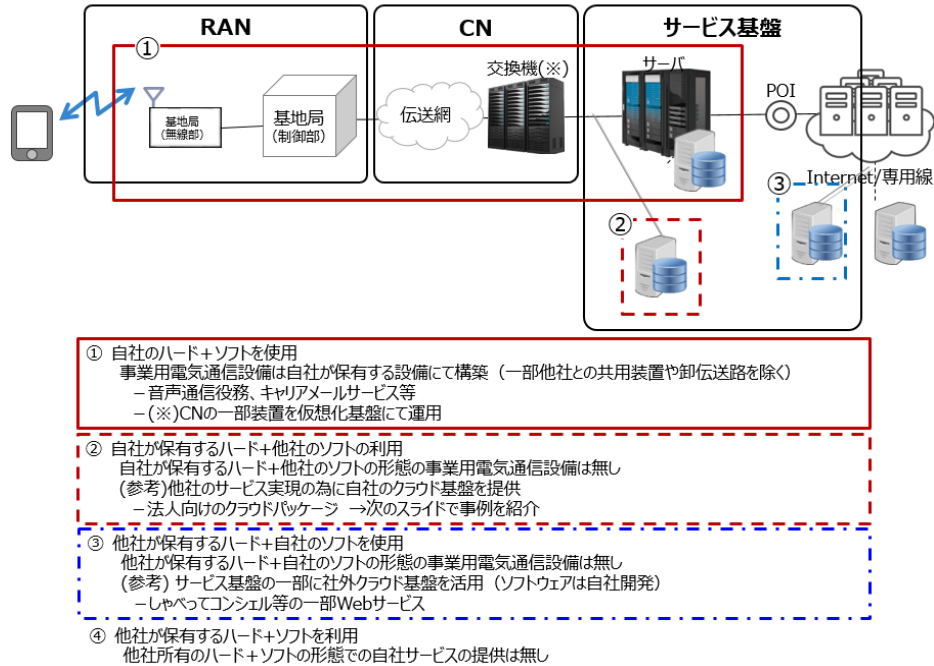 RAN
CN
サービス基盤
①
交換機(※)
サーバ
POI
基地局
(無線部)
基地局
(制御部)
伝送網
Internet/専用線
②
③
① 自社のハード+ソフトを使用
事業用電気通信設備は自社が保有する設備にて構築（一部他社との共用装置や卸伝送路を除く）
－音声通信役務、キャリアメールサービス等
－(※)CNの一部装置を仮想化基盤にて運用
② 自社が保有するハード+他社のソフトの利用
自社が保有するハード+他社のソフトの形態の事業用電気通信設備は無し
(参考)他社のサービス実現の為に自社のクラウド基盤を提供
－法人向けのクラウドパッケージ →次のスライドで事例を紹介
③ 他社が保有するハード+自社のソフトを使用
他社が保有するハード+自社のソフトの形態の事業用電気通信設備は無し
(参考) サービス基盤の一部に社外クラウド基盤を活用（ソフトウェアは自社開発）
－しゃべってコンシェル等の一部Webサービス
④ 他社が保有するハード+ソフトを利用
他社所有のハード+ソフトの形態での自社サービスの提供は無し